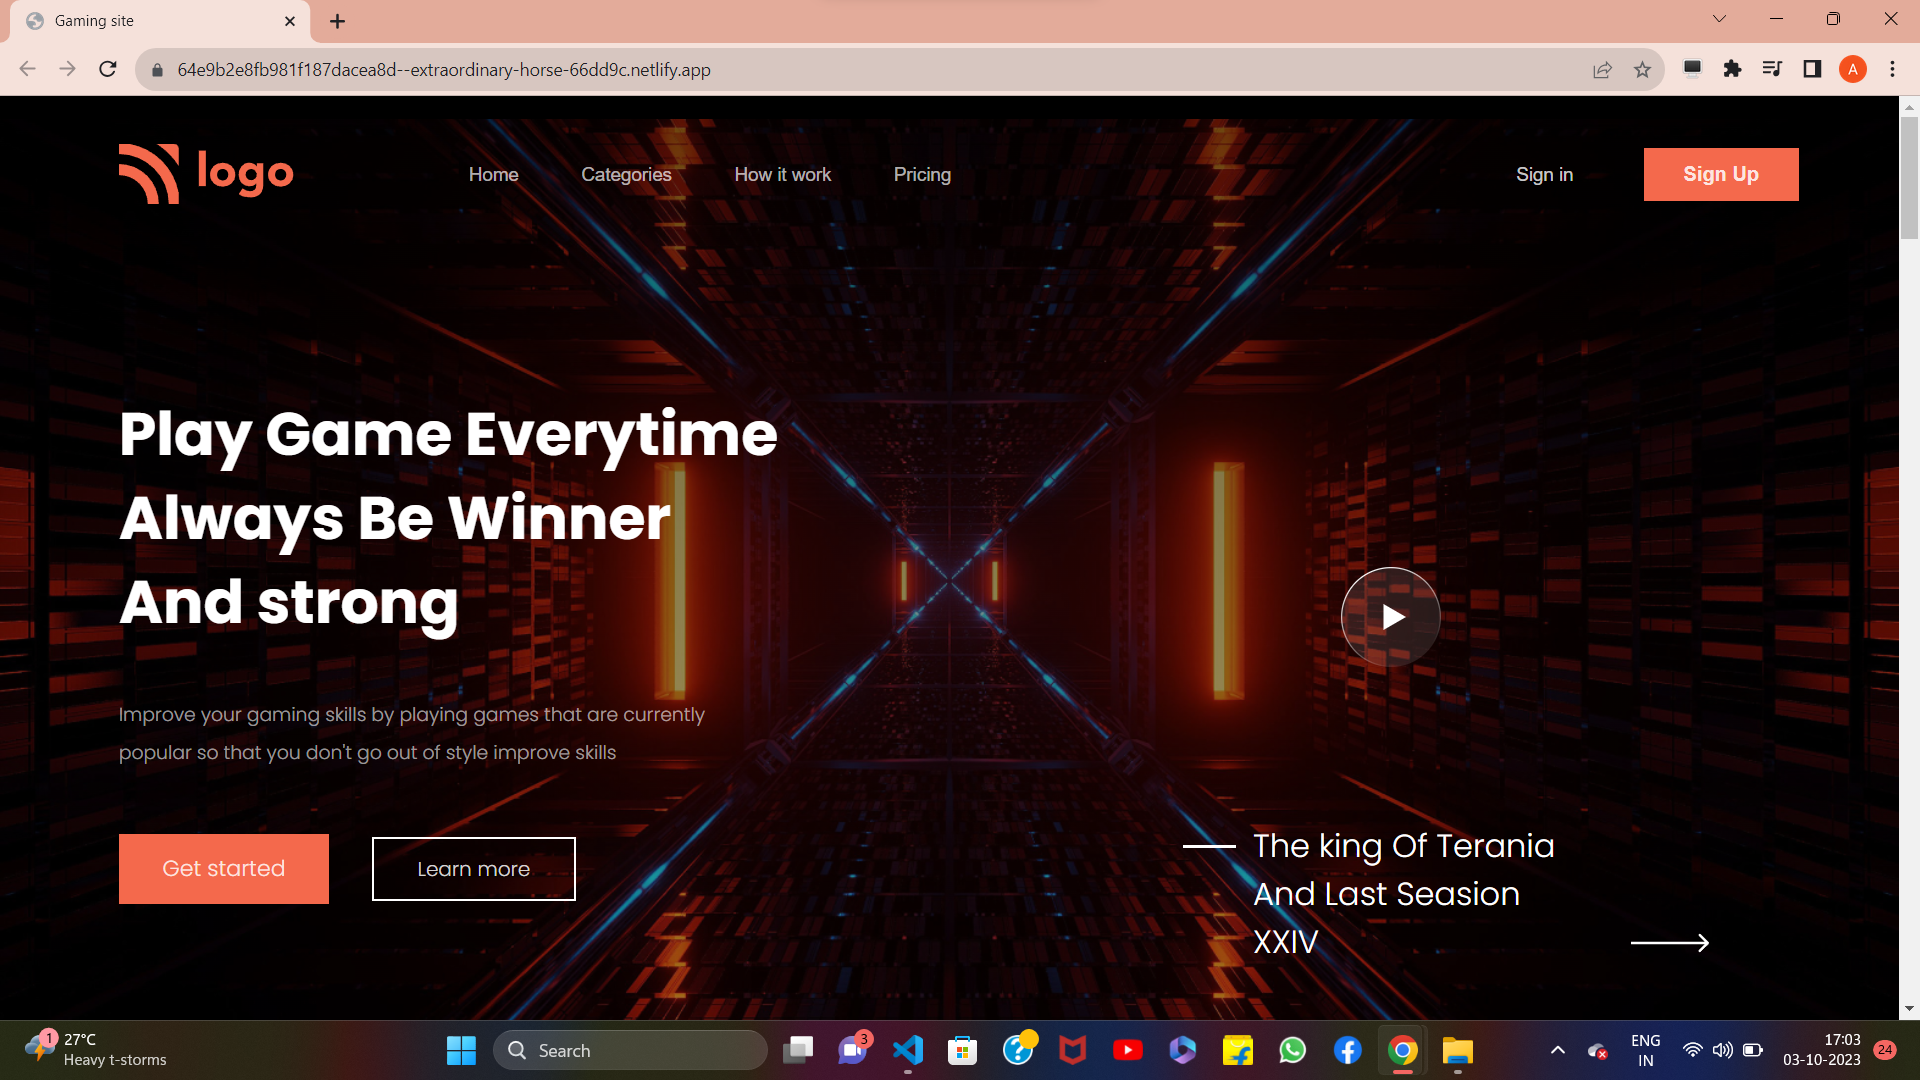 Gaming site
64e9b2e8fb981f187dacea8d--extraordinary-horse-66dd9c.netlify.app
A
logo
Home
Categories
How it work
Pricing
Sign in
Sign Up
Play Game Everytime
Always Be Winner
And strong
Improve your gaming skills by playing games that are currently
popular so that you don't go out of style improve skills
Get started
Learn more
The king Of Terania
And Last Seasion
XXIV
1
27°C
Heavy t-storms
Search
3
ENG
IN
17:03
03-10-2023
24